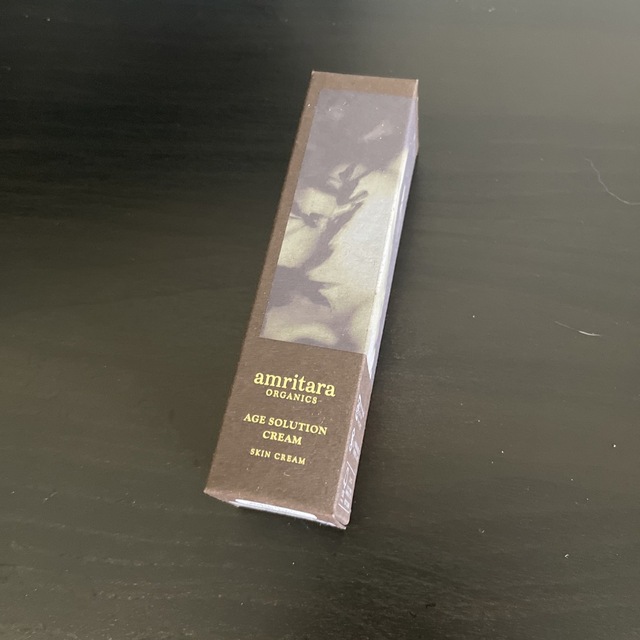 amritara
ORGANICS
AGE SOLUTION
CREAM
SKIN CREAM